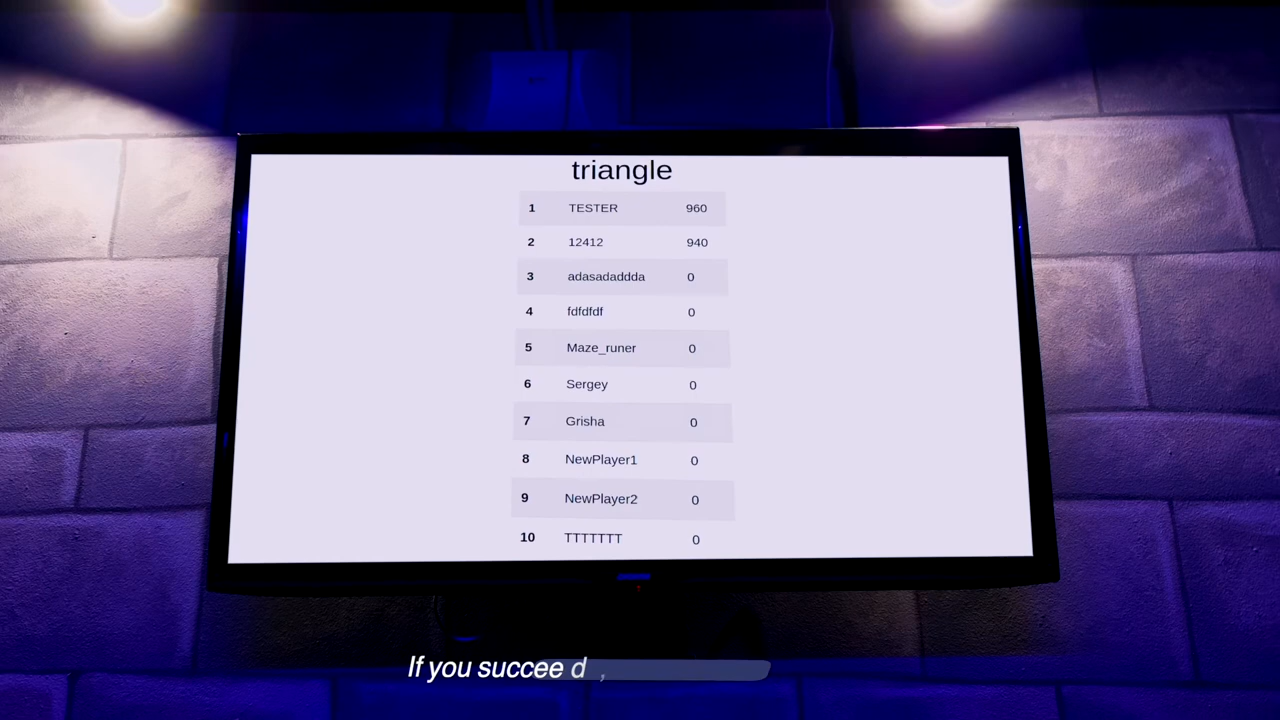 triangle
1 TESTER 960
2 12412 940
3 adasadaddda 0
4 fdfdfdf 0
5 Maze_runer 0
6 Sergey 0
7 Grisha 0
8 NewPlayer1 0
9 NewPlayer2 0
10 TTTTTTT 0
If you succee d ,